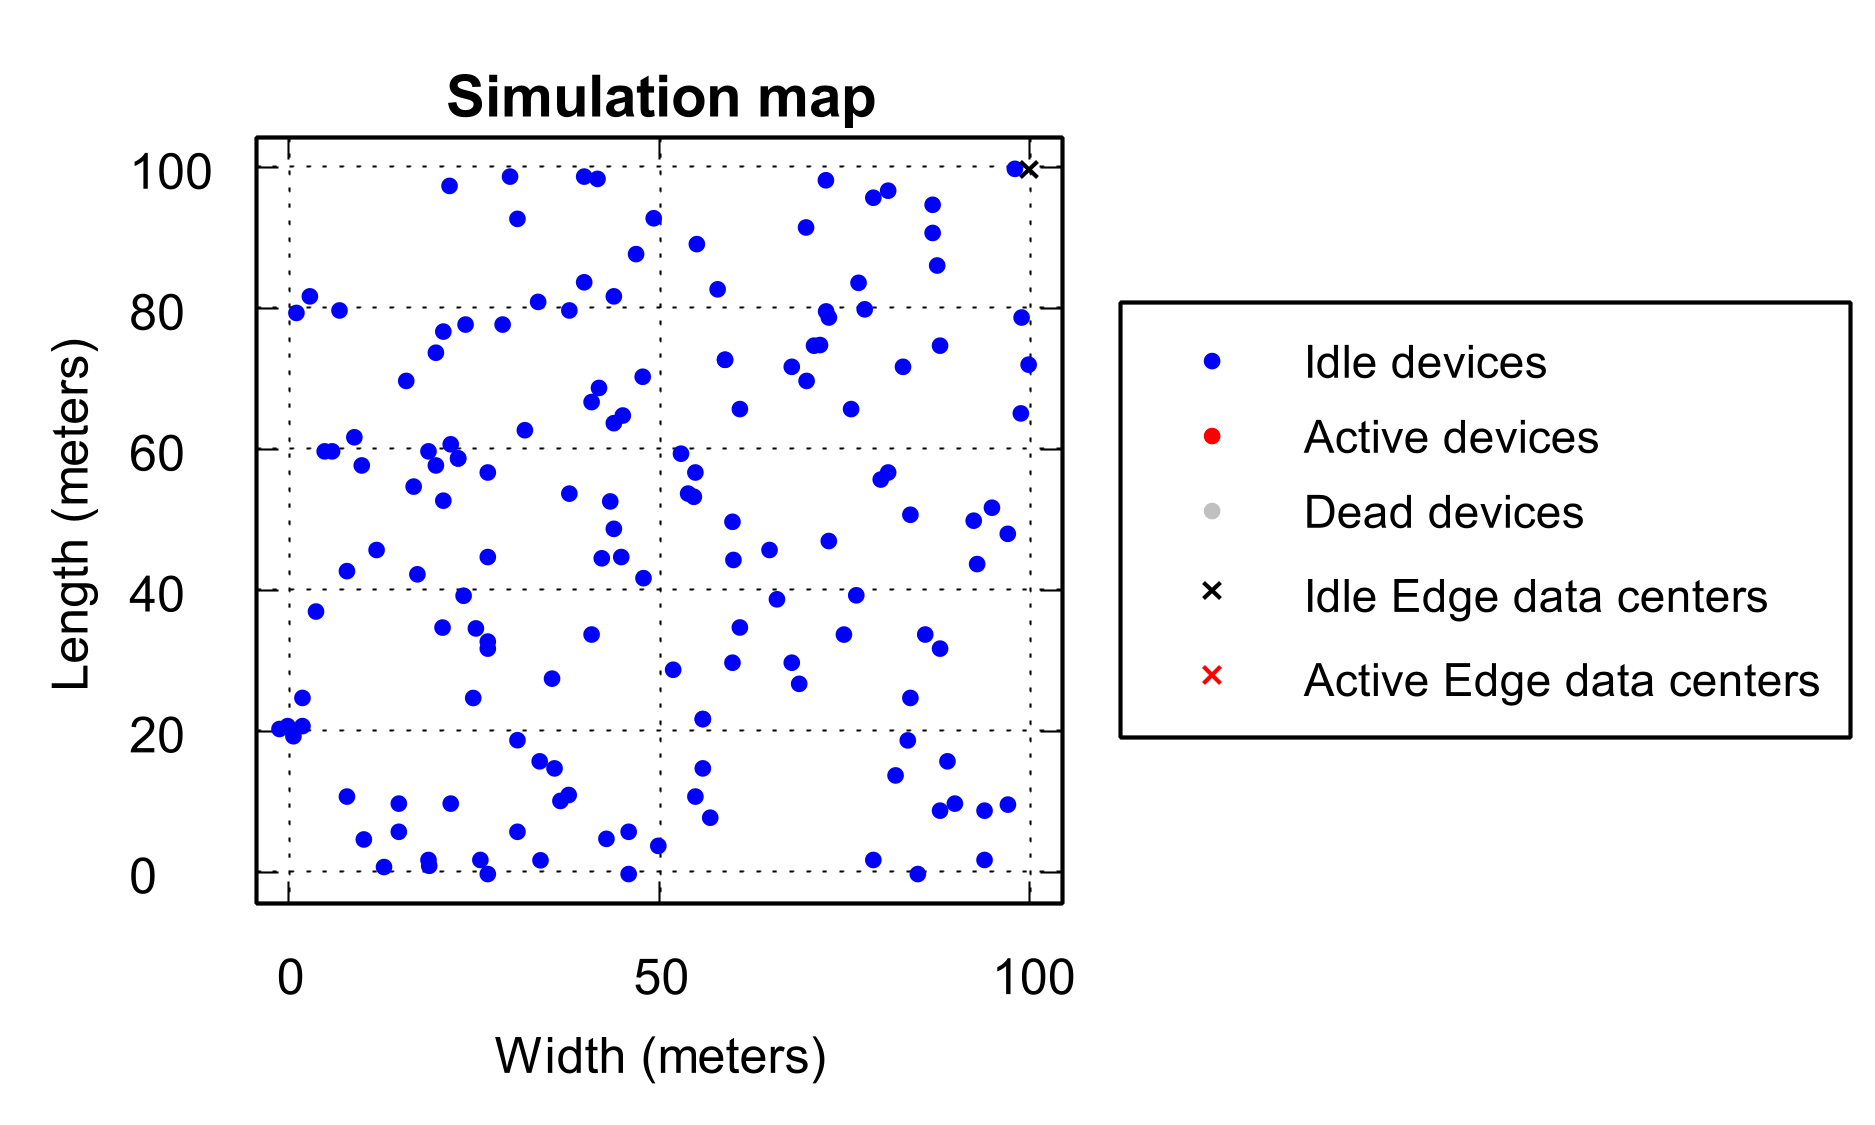 Simulation map
100
80
60
40
20
0
Length (meters)
0 50 100
Width (meters)
Idle devices
Active devices
Dead devices
Idle Edge data centers
Active Edge data centers